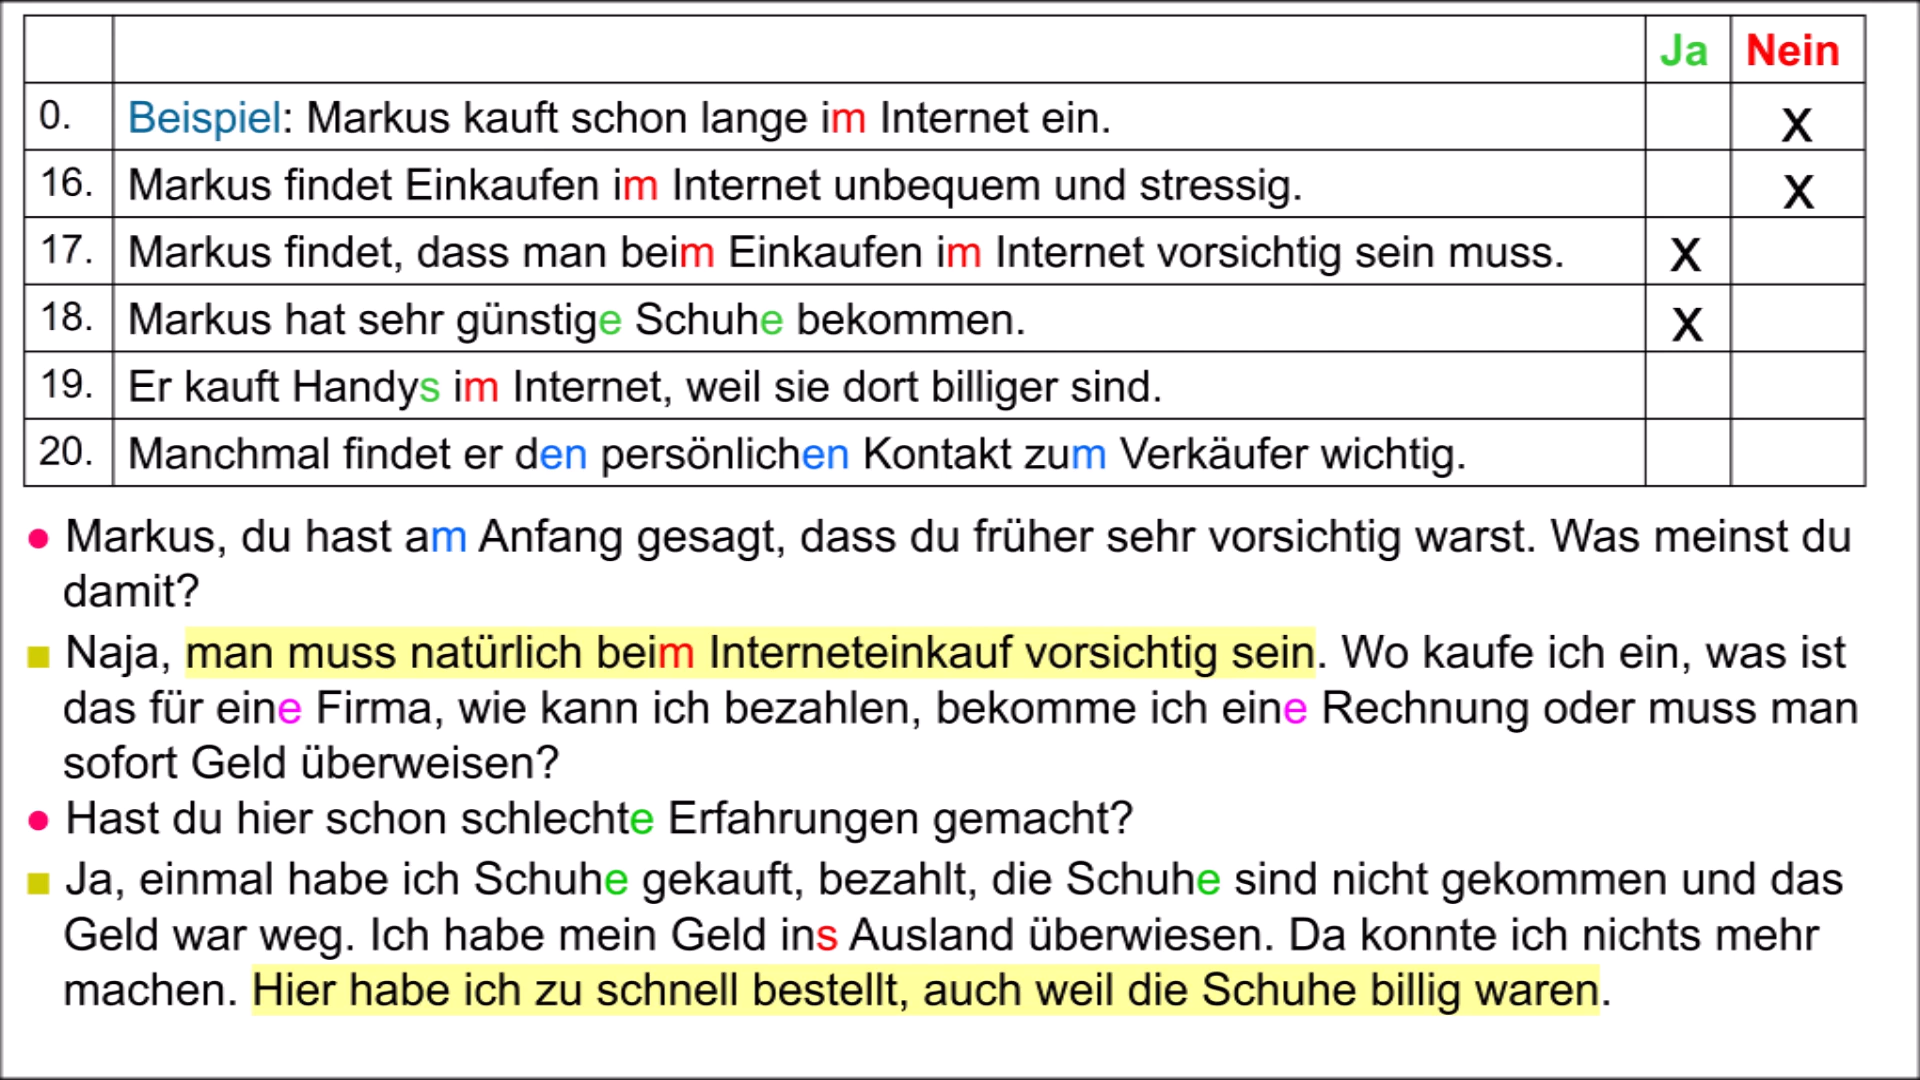 Ja Nein
0. Beispiel: Markus kauft schon lange im Internet ein. X
16. Markus findet Einkaufen im Internet unbequem und stressig. X
17. Markus findet, dass man beim Einkaufen im Internet vorsichtig sein muss. X
18. Markus hat sehr günstige Schuhe bekommen. X
19. Er kauft Handys im Internet, weil sie dort billiger sind.
20. Manchmal findet er den persönlichen Kontakt zum Verkäufer wichtig.
● Markus, du hast am Anfang gesagt, dass du früher sehr vorsichtig warst. Was meinst du
damit?
■ Naja, man muss natürlich beim Interneteinkauf vorsichtig sein. Wo kaufe ich ein, was ist
das für eine Firma, wie kann ich bezahlen, bekomme ich eine Rechnung oder muss man
sofort Geld überweisen?
● Hast du hier schon schlechte Erfahrungen gemacht?
■ Ja, einmal habe ich Schuhe gekauft, bezahlt, die Schuhe sind nicht gekommen und das
Geld war weg. Ich habe mein Geld ins Ausland überwiesen. Da konnte ich nichts mehr
machen. Hier habe ich zu schnell bestellt, auch weil die Schuhe billig waren.